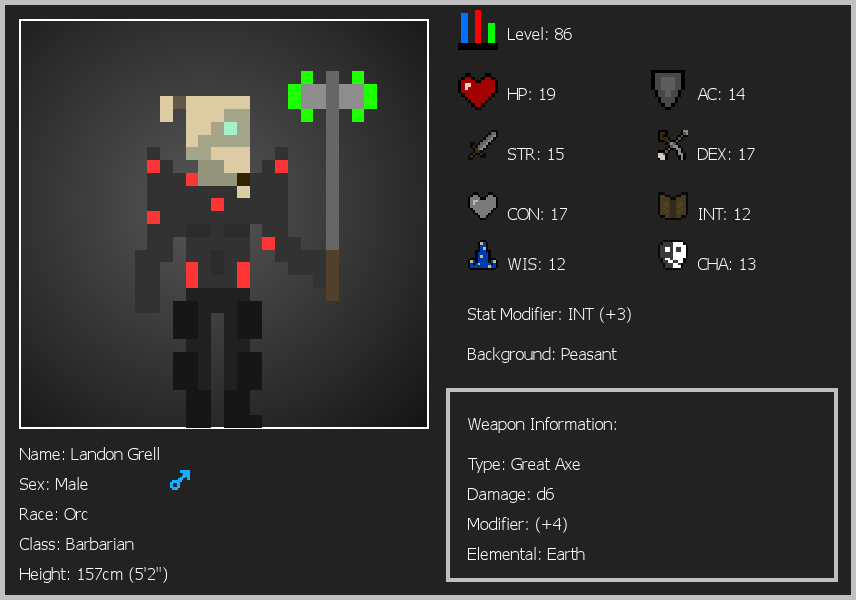 Level: 86
HP: 19
AC: 14
STR: 15
DEX: 17
CON: 17
INT: 12
WIS: 12
CHA: 13
Stat Modifier: INT (+3)
Background: Peasant
Weapon Information:
Type: Great Axe
Damage: d6
Modifier: (+4)
Elemental: Earth
Name: Landon Grell
Sex: Male
Race: Orc
Class: Barbarian
Height: 157cm (5'2")